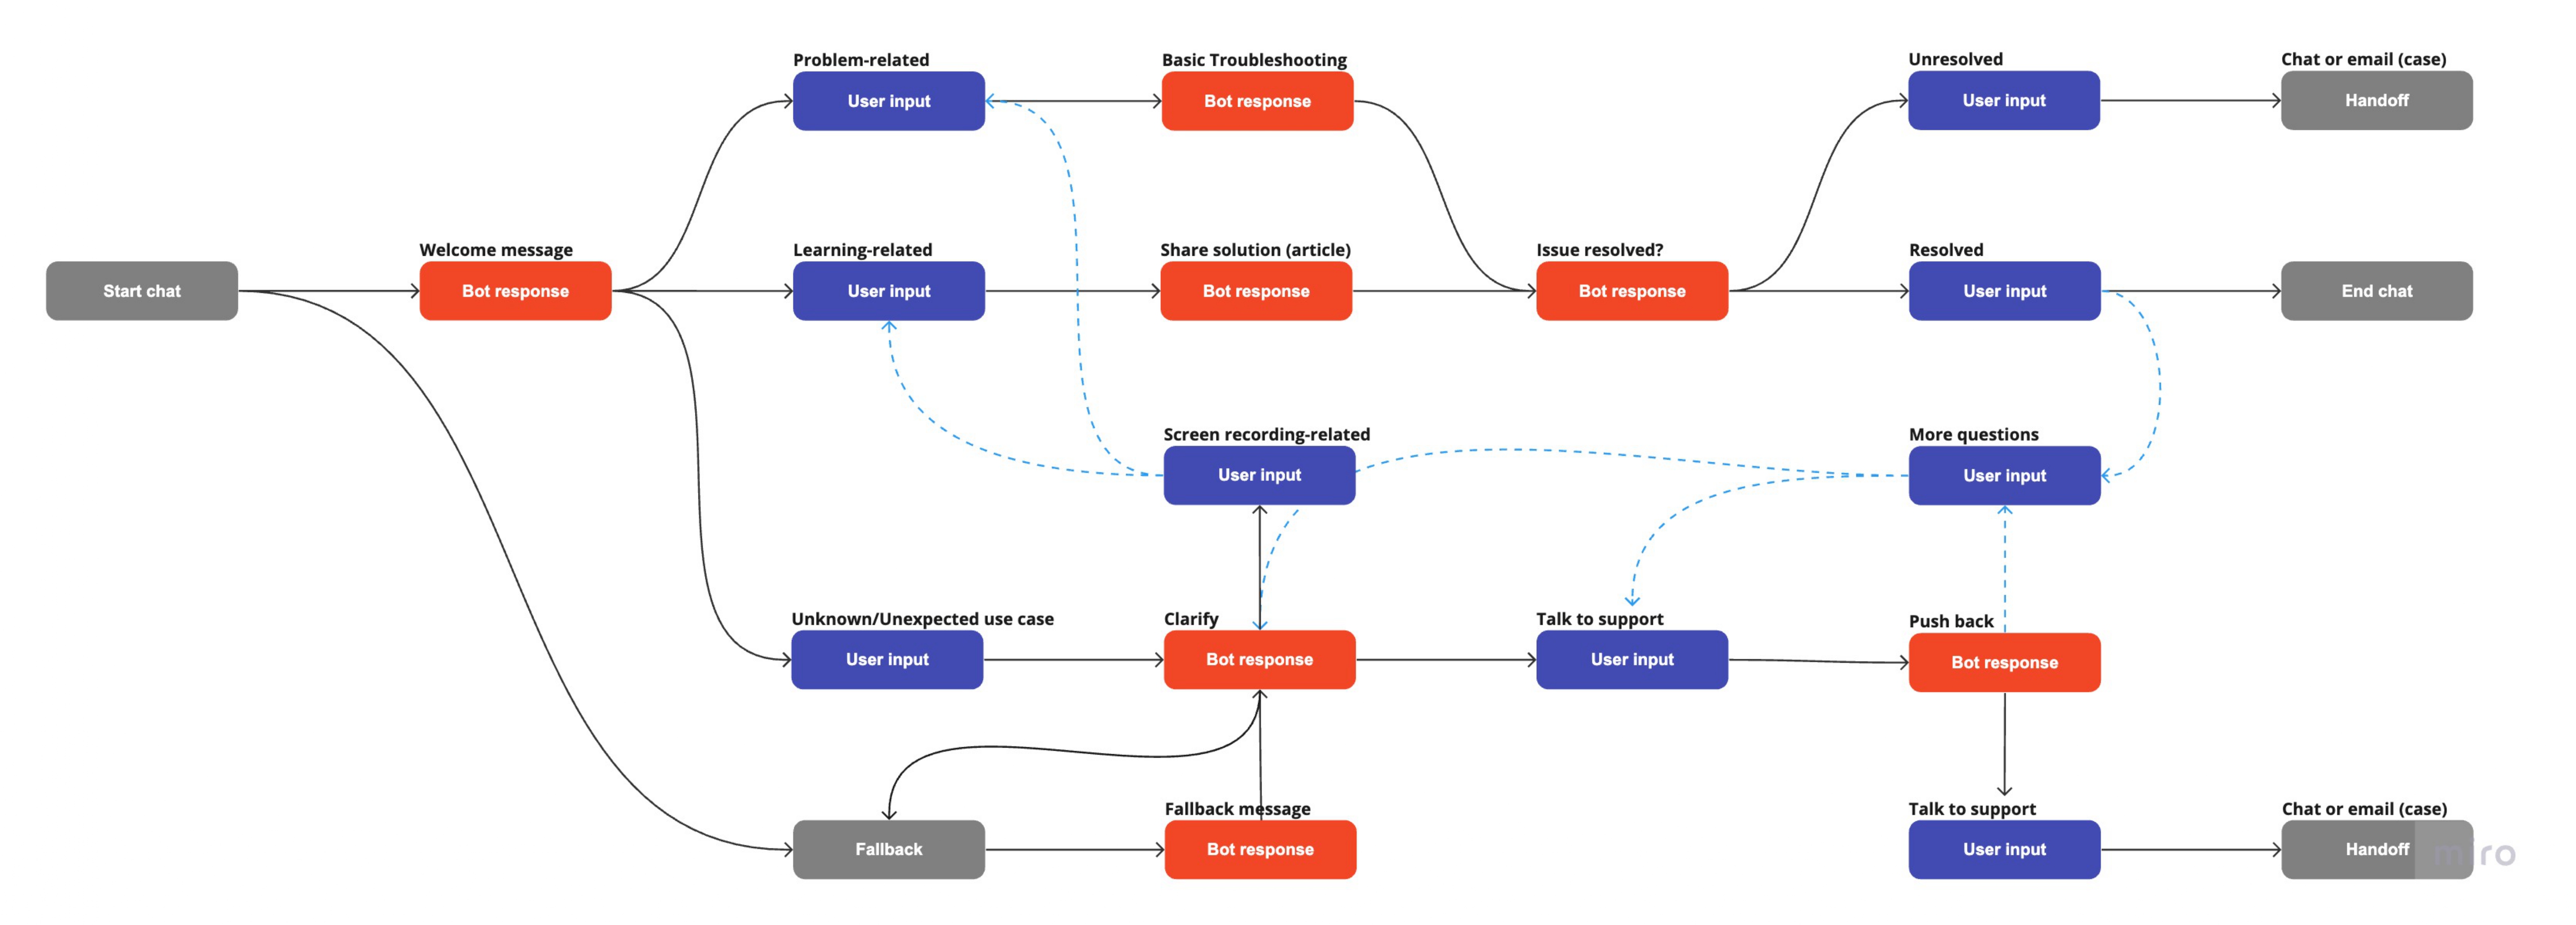 Problem-related
User input
Basic Troubleshooting
Bot response
Unresolved
User input
Chat or email (case)
Handoff
Start chat
Welcome message
Bot response
Learning-related
User input
Share solution (article)
Bot response
Issue resolved?
Bot response
Resolved
User input
End chat
Screen recording-related
User input
More questions
User input
Unknown/Unexpected use case
User input
Clarify
Bot response
Talk to support
User input
Push back
Bot response
Fallback
Fallback message
Bot response
Talk to support
User input
Chat or email (case)
Handoff
miro